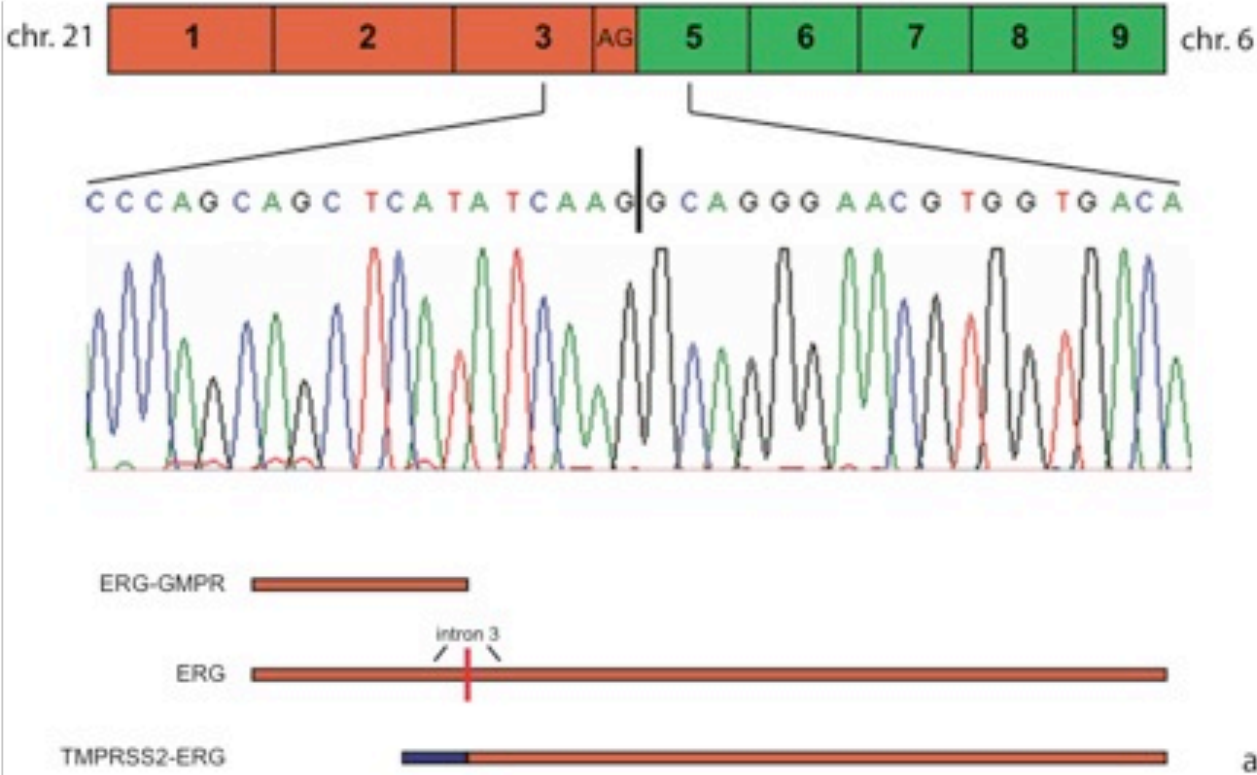 chr. 21 1 2 3 AG 5 6 7 8 9 chr. 6
C C C A G C A G C T C A T A T C A A G G C A G G G A A C G T G G T G A C A
ERG-GMPR
intron 3
ERG
TMPRSS2-ERG
a